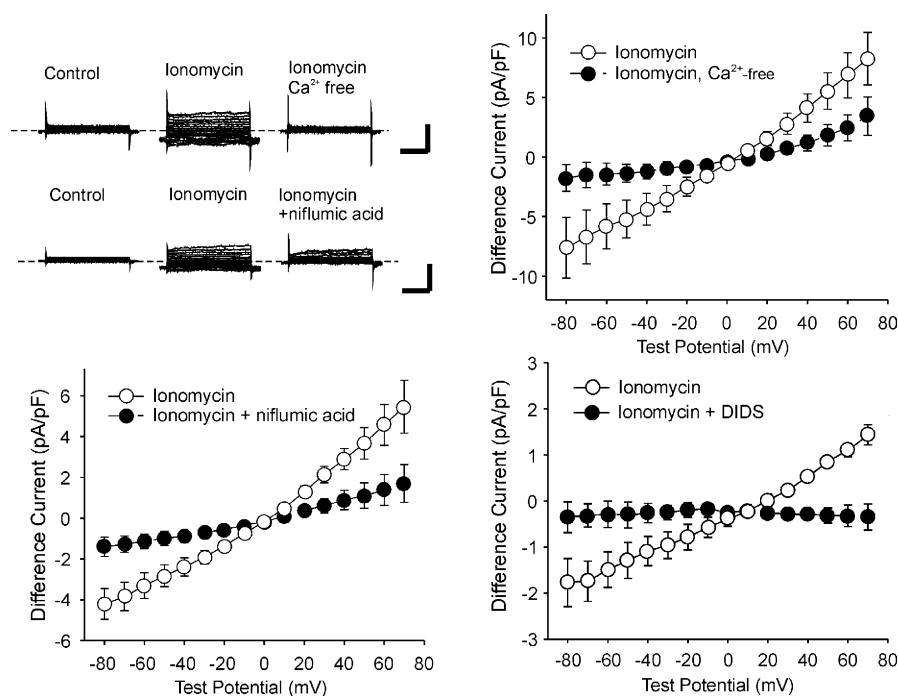 Control
Ionomycin
Ionomycin
Ca²⁺ free
Control
Ionomycin
Ionomycin
+niflumic acid
Difference Current (pA/pF)
10
5
0
-5
-10
Ionomycin
Ionomycin, Ca²⁺-free
-80 -60 -40 -20 0 20 40 60 80
Test Potential (mV)
Difference Current (pA/pF)
6
4
2
0
-2
-4
-6
Ionomycin
Ionomycin + niflumic acid
-80 -60 -40 -20 0 20 40 60 80
Test Potential (mV)
Difference Current (pA/pF)
3
2
1
0
-1
-2
-3
Ionomycin
Ionomycin + DIDS
-80 -60 -40 -20 0 20 40 60 80
Test Potential (mV)